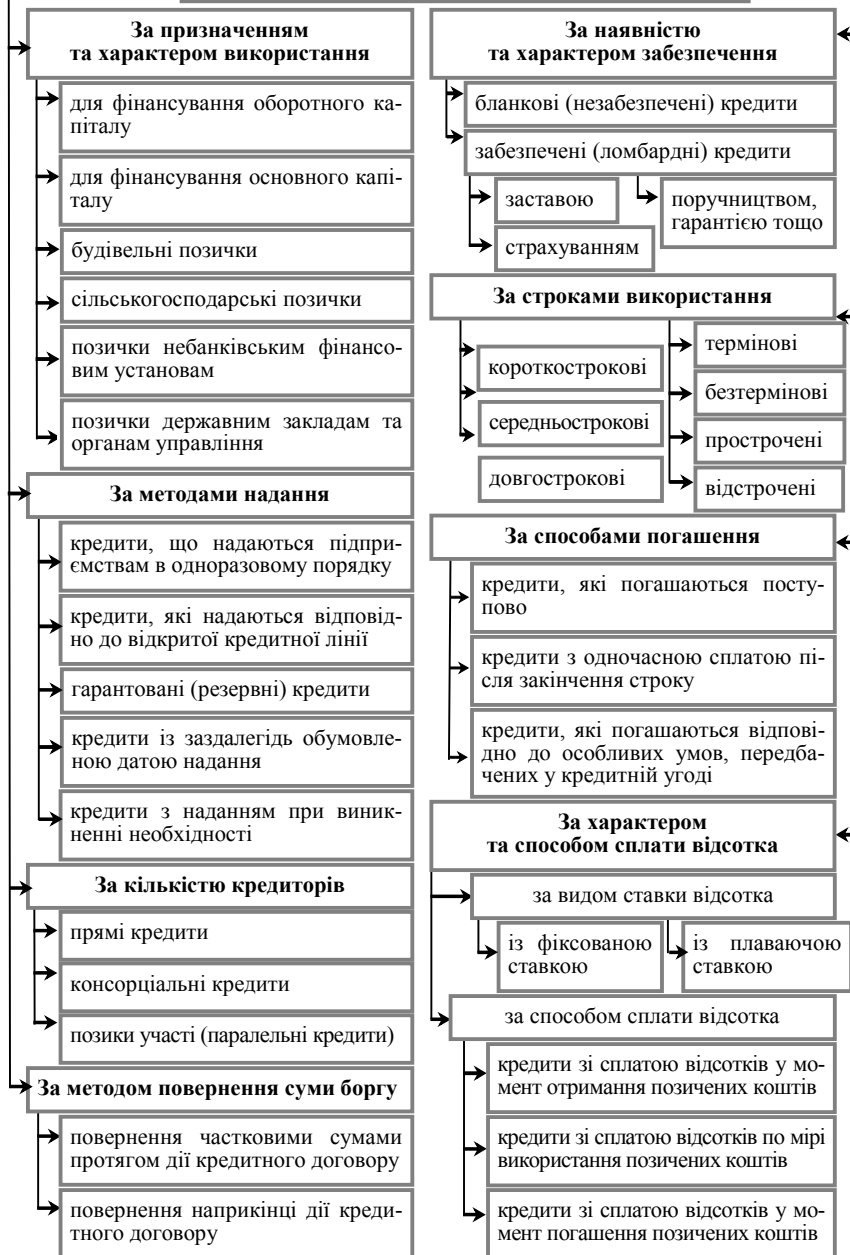 За призначенням
та характером використання
для фінансування оборотного ка-
піталу
для фінансування основного капі-
талу
будівельні позички
сільськогосподарські позички
позички небанківським фінансо-
вим установам
позички державним закладам та
органам управління
За методами надання
кредити, що надаються підпри-
ємствам в одноразовому порядку
кредити, які надаються відповід-
но до відкритої кредитної лінії
гарантовані (резервні) кредити
кредити із заздалегідь обумовле-
ною датою надання
кредити з наданням при виник-
ненні необхідності
За кількістю кредиторів
прямі кредити
консорціальні кредити
позики участі (паралельні кредити)
За методом повернення суми боргу
повернення частковими сумами
протягом дії кредитного договору
повернення наприкінці дії креди-
тного договору
За наявністю
та характером забезпечення
бланкові (незабезпечені) кредити
забезпечені (ломбардні) кредити
заставою
страхуванням
поручництвом,
гарантією тощо
За строками використання
короткострокові
середньострокові
довгострокові
термінові
безтермінові
прострочені
відстрочені
За способами погашення
кредити, які погашаються посту-
пово
кредити з одночасною сплатою пі-
сля закінчення строку
кредити, які погашаються відпові-
дно до особливих умов, передба-
чених у кредитній угоді
За характером
та способом сплати відсотка
за видом ставки відсотка
із фіксованою
ставкою
із плаваючою
ставкою
за способом сплати відсотка
кредити зі сплатою відсотків у мо-
мент отримання позичених коштів
кредити зі сплатою відсотків по мірі
використання позичених коштів
кредити зі сплатою відсотків у мо-
мент погашення позичених коштів